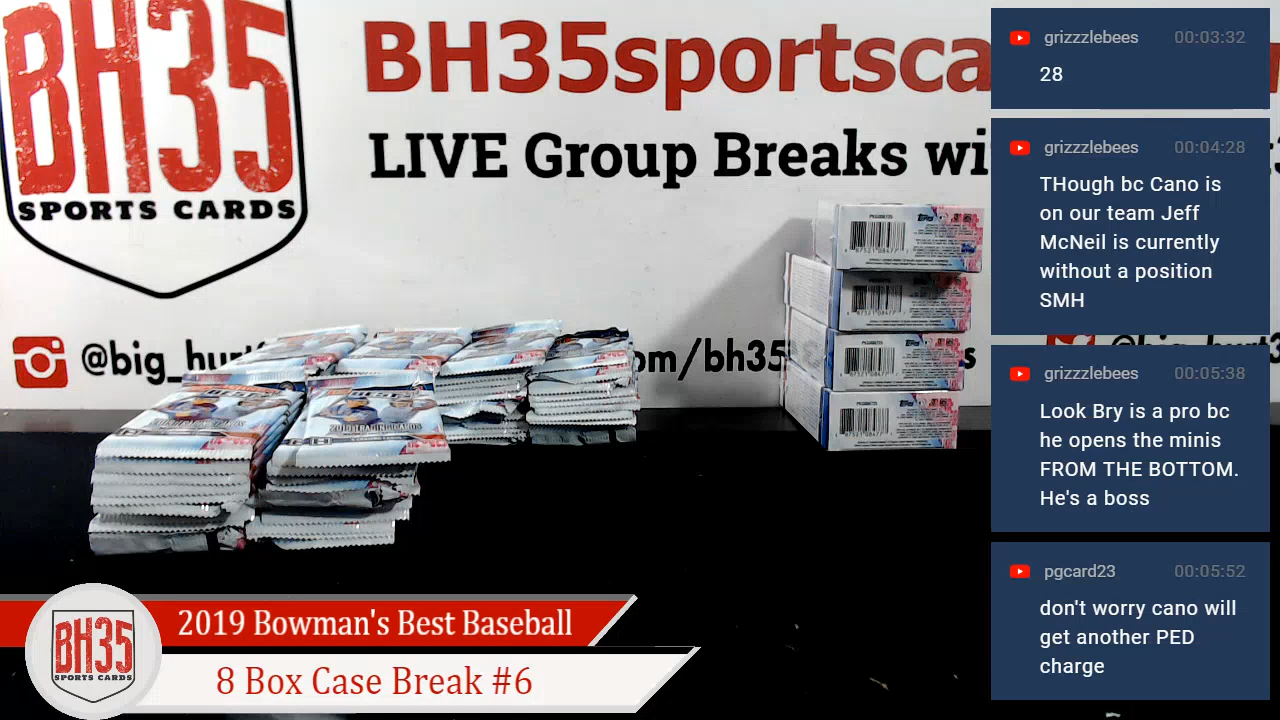 BH35
SPORTS CARDS
BH35sportsca
LIVE Group Breaks wi
@big_hurt
om/bh35
s
grizzzlebees 00:03:32
28
grizzzlebees 00:04:28
THough bc Cano is
on our team Jeff
McNeil is currently
without a position
SMH
grizzzlebees 00:05:38
Look Bry is a pro bc
he opens the minis
FROM THE BOTTOM.
He's a boss
pgcard23 00:05:52
don't worry cano will
get another PED
charge
BH35
SPORTS CARDS
2019 Bowman's Best Baseball
8 Box Case Break #6